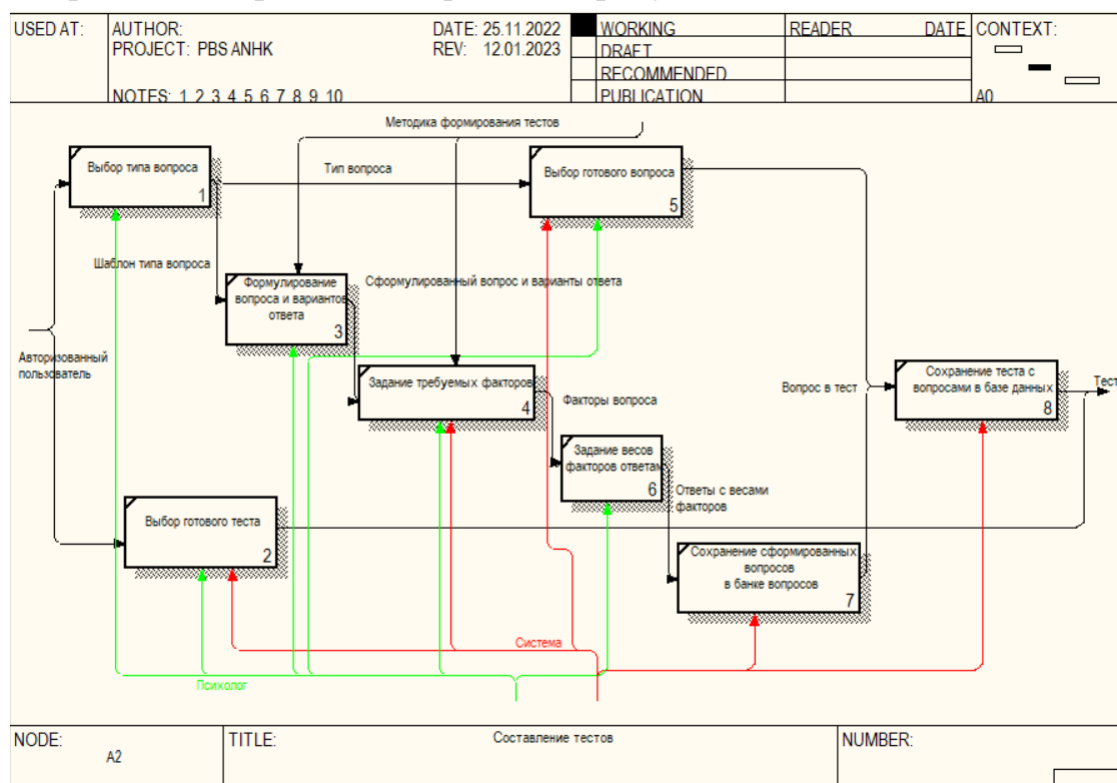 USED AT:
AUTHOR:
DATE: 25.11.2022
PROJECT: PBS ANHK
REV: 12.01.2023
NOTES: 1 2 3 4 5 6 7 8 9 10
WORKING
DRAFT
RECOMMENDED
PUBLICATION
READER
DATE
CONTEXT:
A0
Методика формирования тестов
Выбор типа вопроса
1
Тип вопроса
Выбор готового вопроса
5
Шаблон типа вопроса
Формулирование
вопроса и вариантов
ответа
3
Сформулированный вопрос и варианты ответа
Авторизованный
пользователь
Задание требуемых факторов
4
Факторы вопроса
Вопрос в тест
Сохранение теста с
вопросами в базе данных
8
Тест
Задание весов
факторов ответам
6
Ответы с весами
факторов
Выбор готового теста
2
Сохранение сформированных
вопросов
в банке вопросов
7
Система
Психолог
NODE:
A2
TITLE:
Составление тестов
NUMBER: